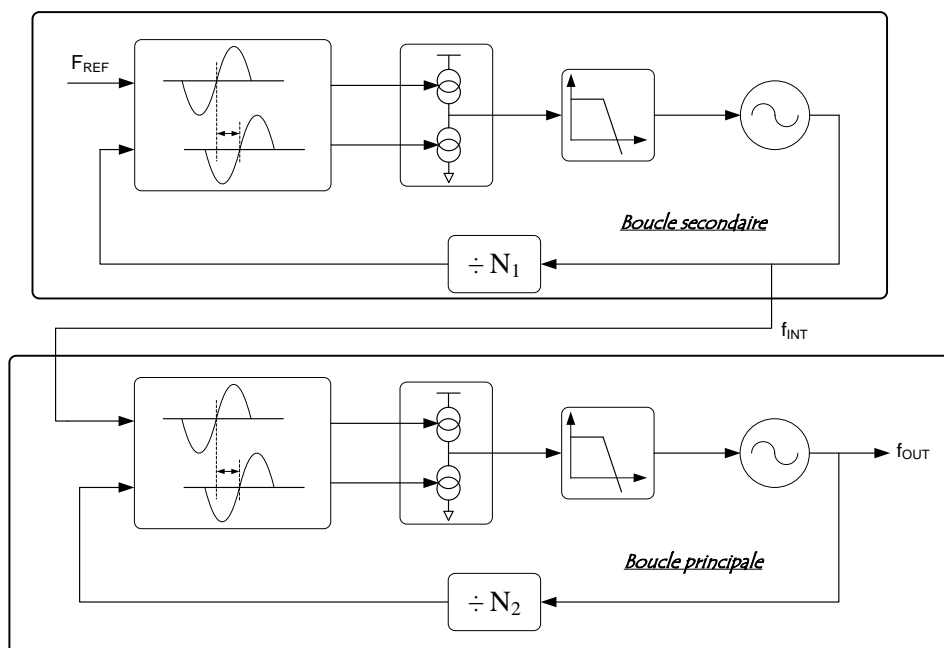 F_REF
Boucle secondaire
÷ N₁
f_INT
f_OUT
Boucle principale
÷ N₂